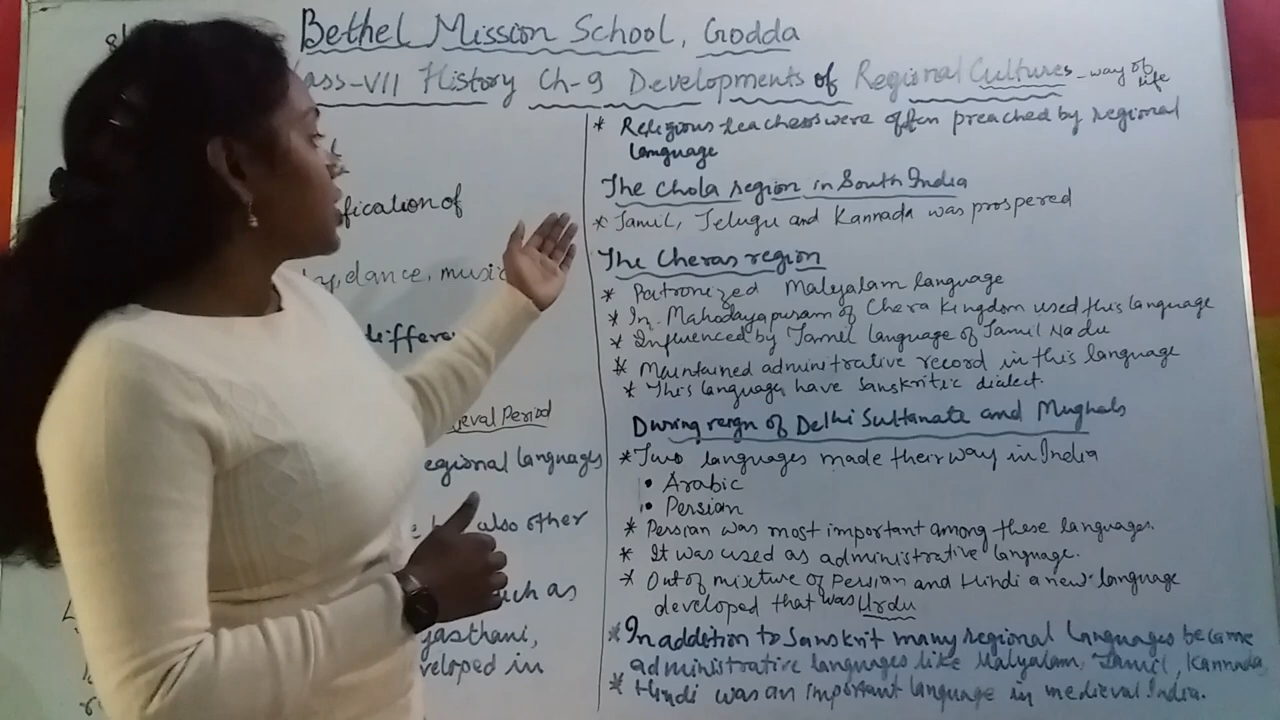 8/
Bethel Mission School, Godda
ass-VII History Ch-9 Developments of Regional Cultures - way of life
fication of
dance, music
differe
eval Period
egional languages
also other
uch as
jasthani,
veloped in
* Religious teachers were often preached by regional
language
The Chola region in South India
* Tamil, Telugu and Kannada was prospered
The Cheras region
* Patronized Malyalam language
* In Mahodayapuram of Chera Kingdom used this language
* Influenced by Tamil language of Tamil Nadu
* Maintained administrative record in this language
* This language have Sanskritic dialect.
During reign of Delhi Sultanate and Mughals
* Two languages made their way in India
• Arabic
• Persian
* Persian was most important among these languages.
* It was used as administrative language.
* Out of mixture of Persian and Hindi a new language
developed that was Urdu
* In addition to Sanskrit many regional languages became
administrative languages like Malyalam, Tamil, Kannada
* Hindi was an important language in medieval India.